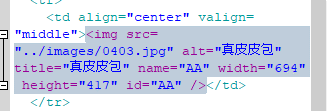 <tr>
<td align="center" valign=
"middle"><img src=
"../images/0403.jpg" alt="真皮皮包"
title="真皮皮包" name="AA" width="694"
height="417" id="AA" /></td>
</tr>